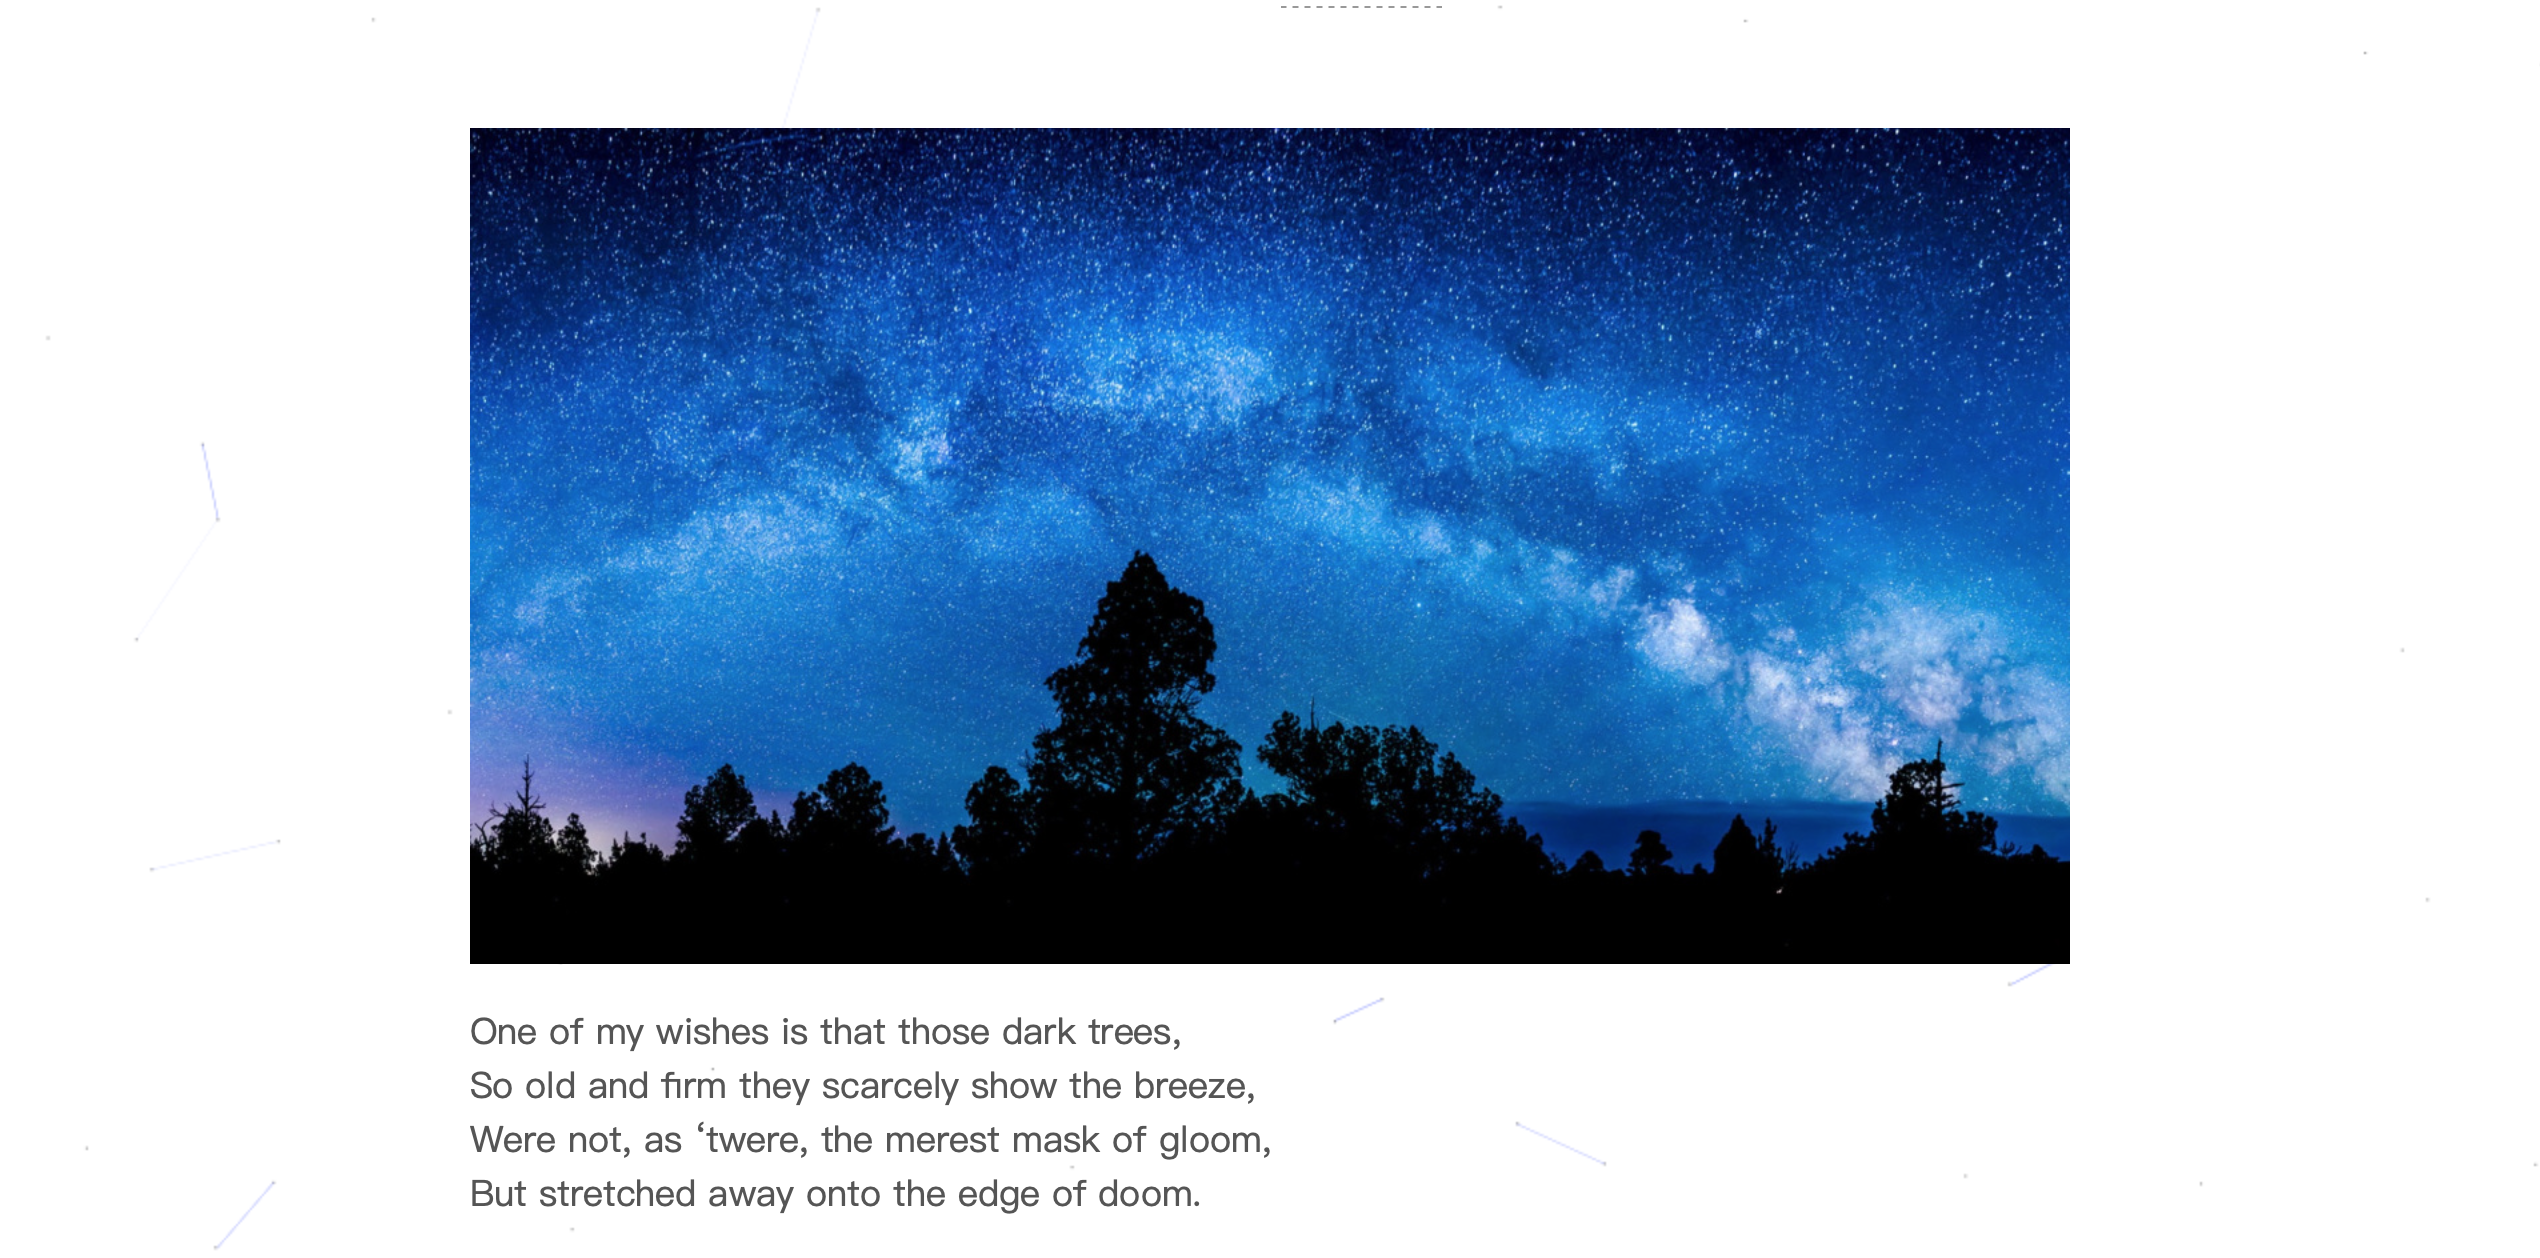 One of my wishes is that those dark trees,
So old and firm they scarcely show the breeze,
Were not, as ‘twere, the merest mask of gloom,
But stretched away onto the edge of doom.